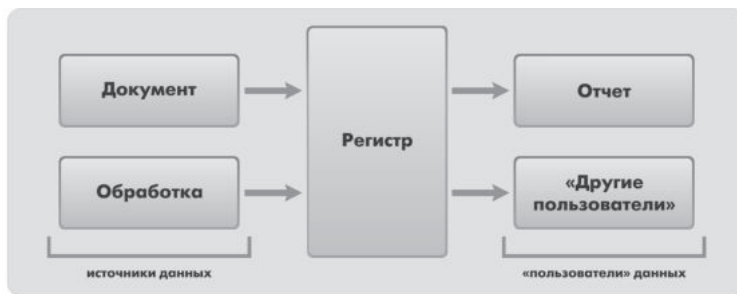 Документ
Обработка
источники данных
Регистр
Отчет
«Другие
пользователи»
«пользователи» данных